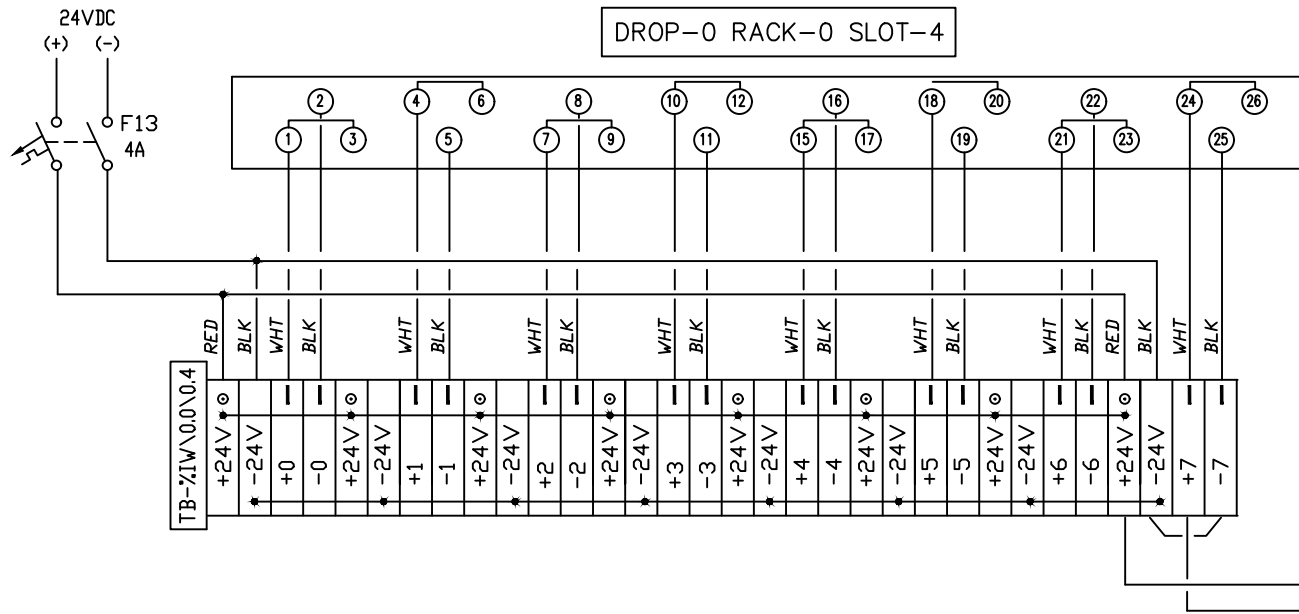 24VDC
(+) (-)
DROP-0 RACK-0 SLOT-4
F13
4A
2 4 6 8 10 12 16 18 20 22 24 26
1 3 5 7 9 11 15 17 19 21 23 25
RED BLK WHT BLK WHT BLK WHT BLK WHT BLK WHT BLK WHT BLK WHT BLK RED BLK WHT BLK
TB-%IW\0.0\0.4
+24V -24V +0 -0 +24V -24V +1 -1 +24V -24V +2 -2 +24V -24V +3 -3 +24V -24V +4 -4 +24V -24V +5 -5 +24V -24V +6 -6 +24V -24V +7 -7